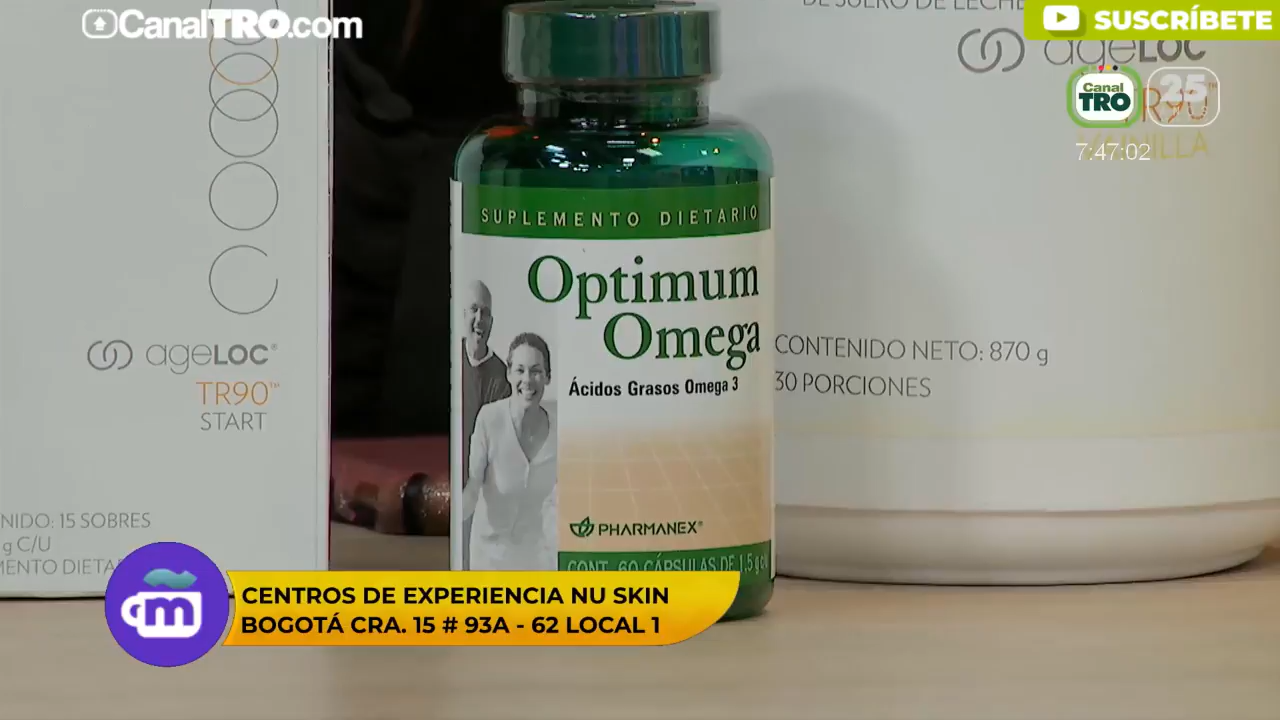 CanalTRO.com
SUSCRÍBETE
DE SUERO DE LECHE
ageLOC
Canal
TRO
25
TR90
VAINILLA
7:47:02
SUPLEMENTO DIETARIO
Optimum
Omega
Ácidos Grasos Omega 3
PHARMANEX®
CONT. 60 CÁPSULAS DE 1,5 g
CONTENIDO NETO: 870 g
30 PORCIONES
ageLOC®
TR90™
START
NIDO: 15 SOBRES
g C/U
MENTO DIETA
m
CENTROS DE EXPERIENCIA NU SKIN
BOGOTÁ CRA. 15 # 93A - 62 LOCAL 1